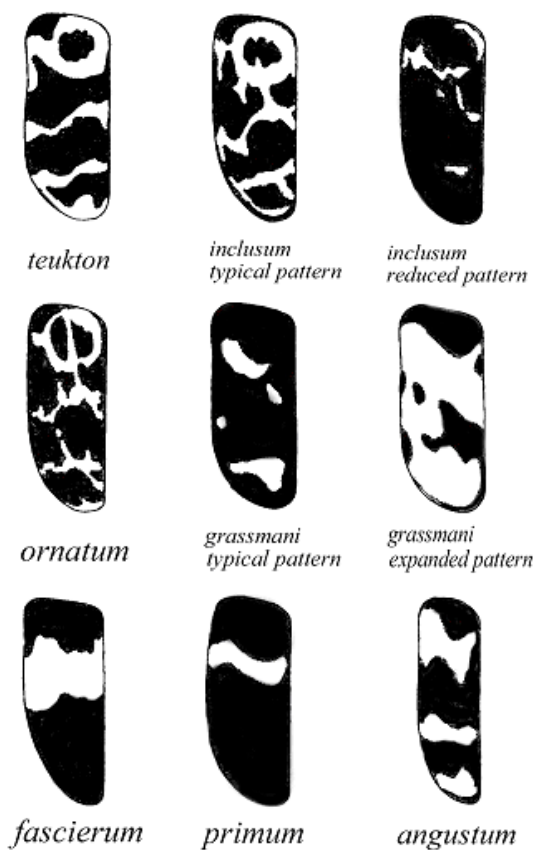 teukton
inclusum
typical pattern
inclusum
reduced pattern
ornatum
grassmani
typical pattern
grassmani
expanded pattern
fascierum
primum
angustum